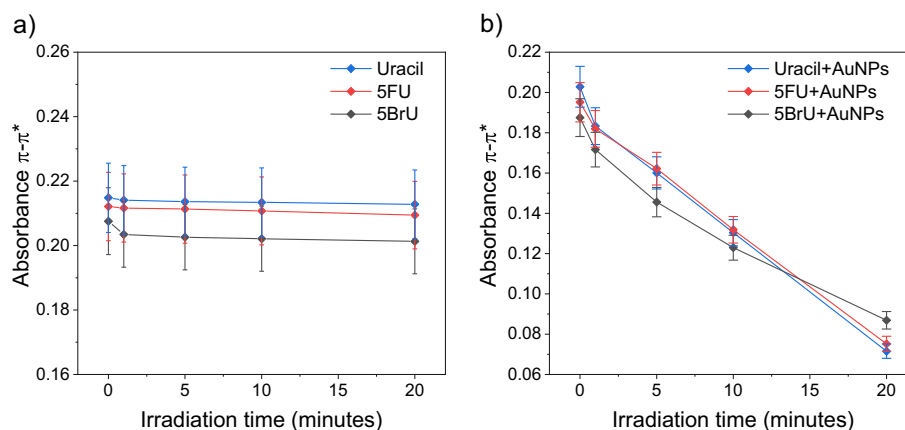 a)
0.26
0.24
0.22
0.20
0.18
0.16
Absorbance π-π*
Uracil
5FU
5BrU
0 5 10 15 20
Irradiation time (minutes)
b)
0.22
0.20
0.18
0.16
0.14
0.12
0.10
0.08
0.06
Absorbance π-π*
Uracil+AuNPs
5FU+AuNPs
5BrU+AuNPs
0 5 10 15 20
Irradiation time (minutes)